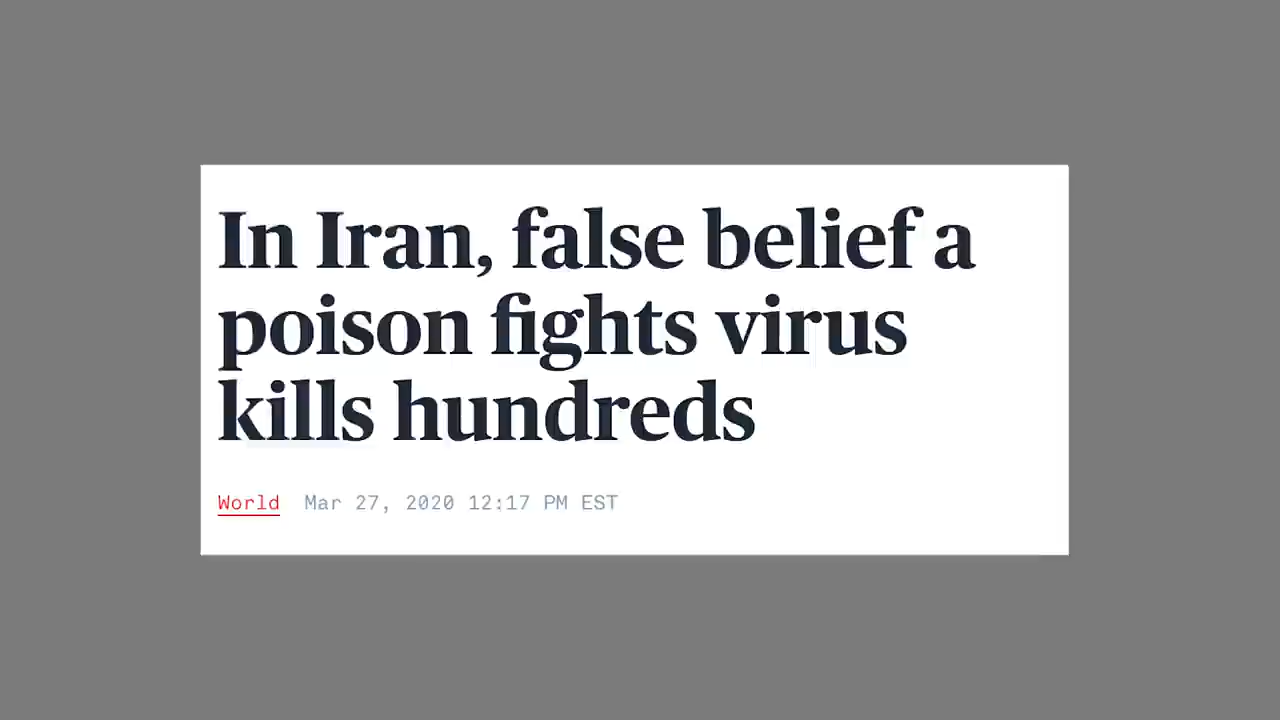 In Iran, false belief a
poison fights virus
kills hundreds
World Mar 27, 2020 12:17 PM EST